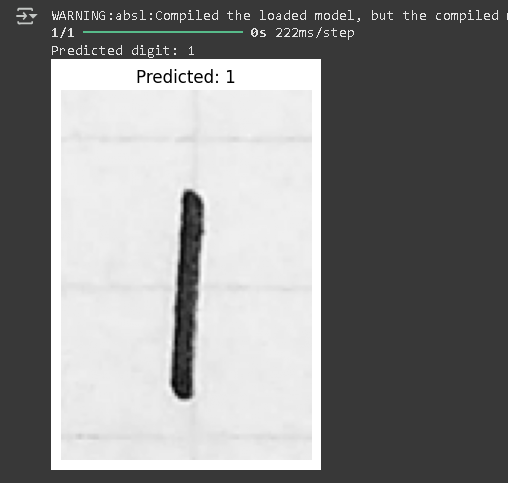 WARNING:absl:Compiled the loaded model, but the compiled
1/1 0s 222ms/step
Predicted digit: 1
Predicted: 1
1